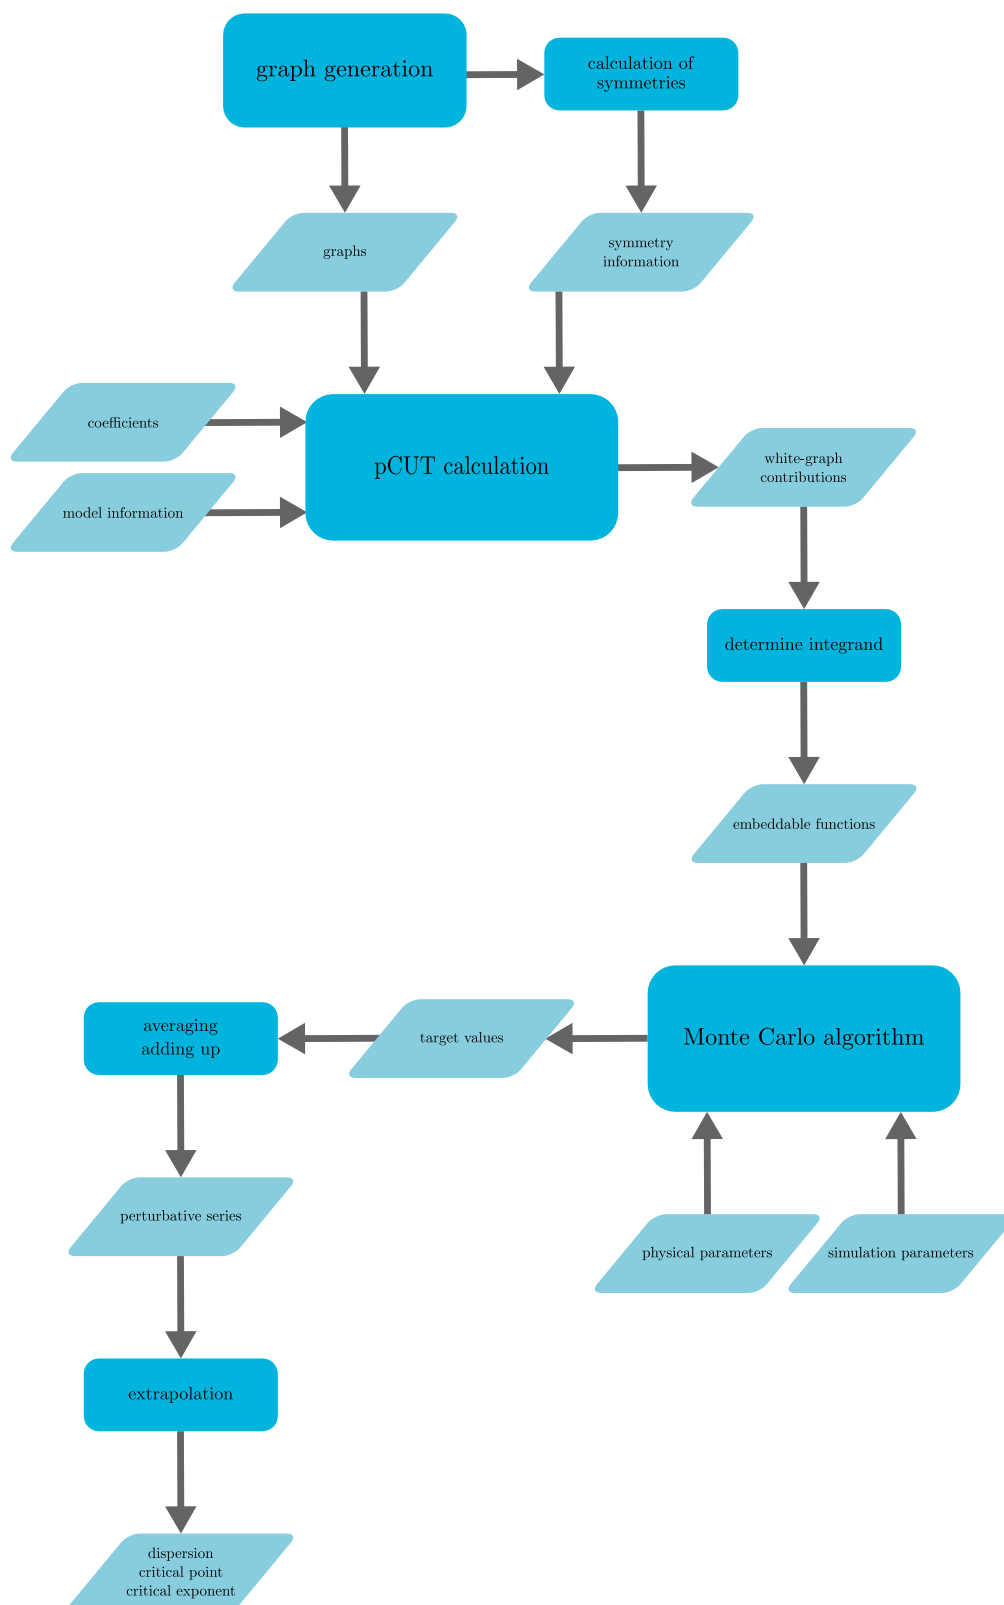 graph generation
calculation of
symmetries
graphs
symmetry
information
coefficients
model information
pCUT calculation
white-graph
contributions
determine integrand
embeddable functions
Monte Carlo algorithm
target values
averaging
adding up
physical parameters
simulation parameters
perturbative series
extrapolation
dispersion
critical point
critical exponent